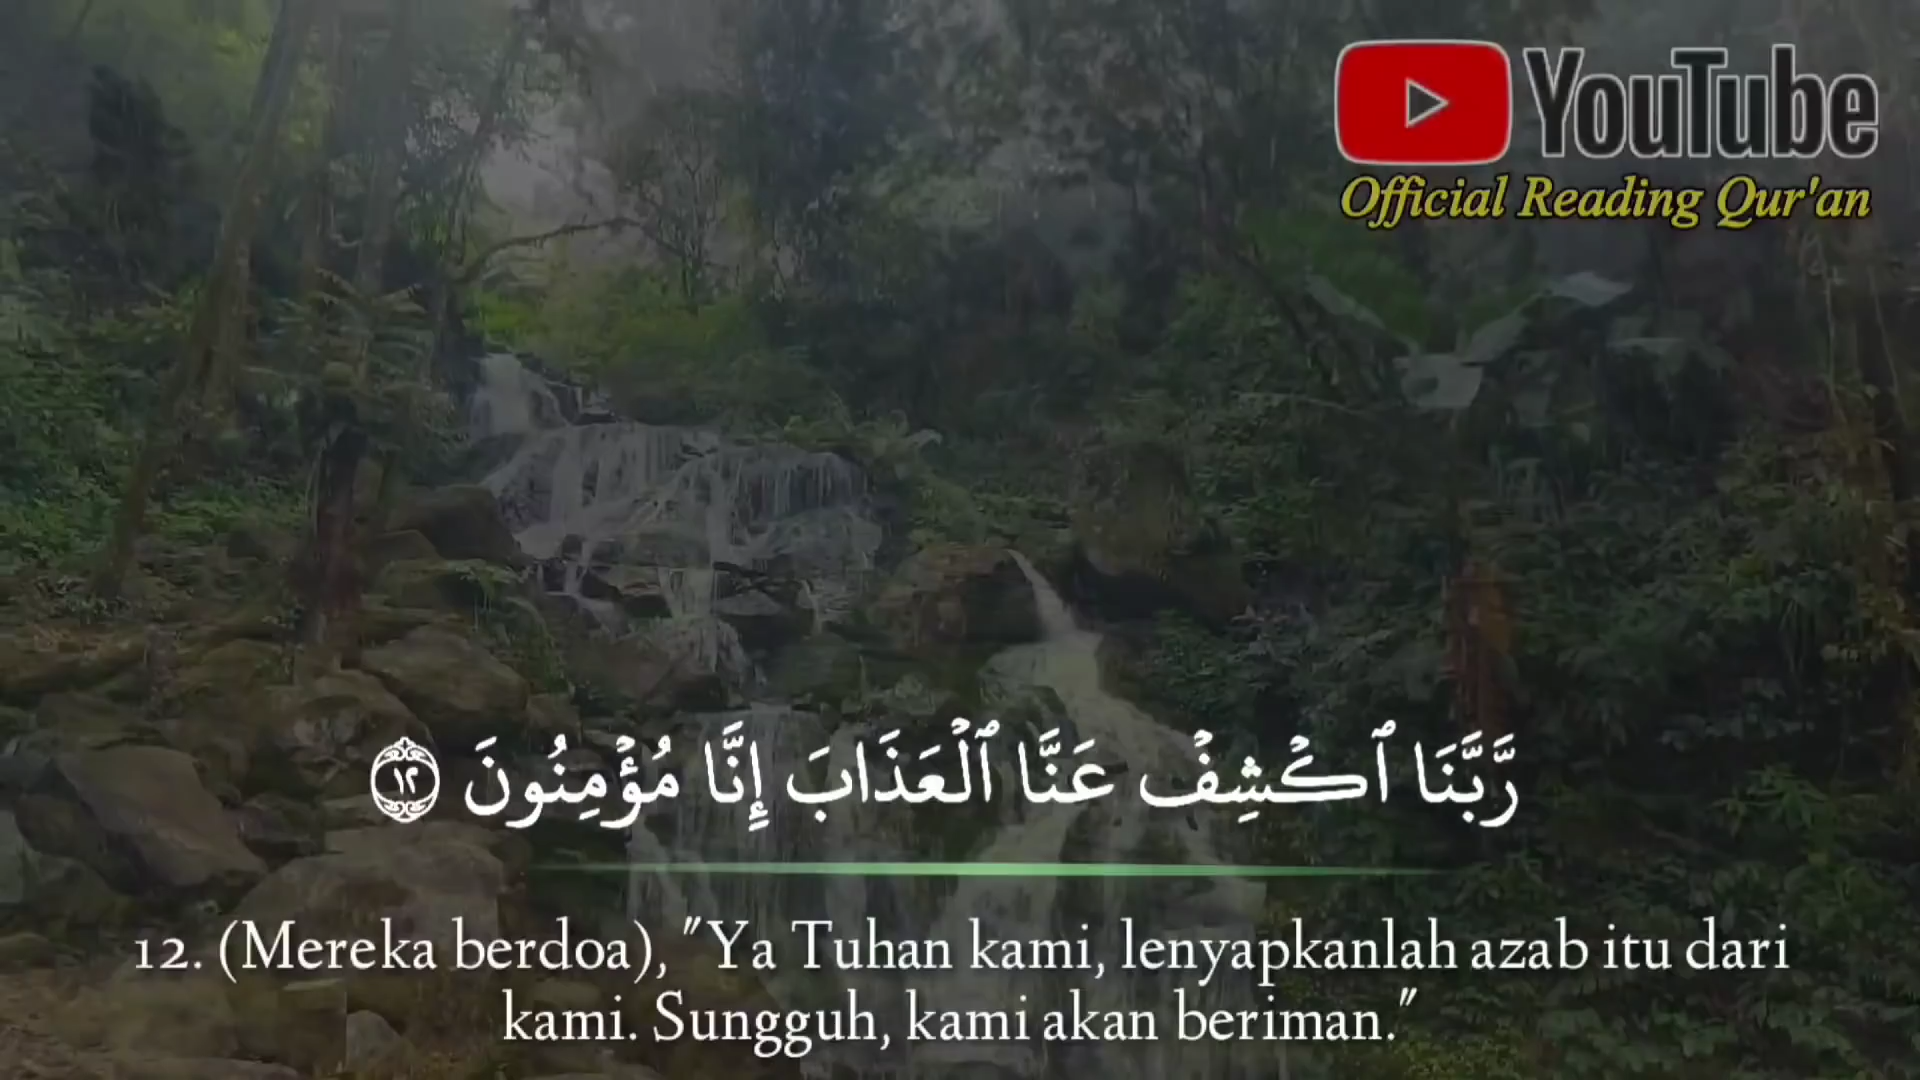 YouTube
Official Reading Qur'an
رَّبَّنَا ٱكْشِفْ عَنَّا ٱلْعَذَابَ إِنَّا مُؤْمِنُونَ ١٢
12. (Mereka berdoa), "Ya Tuhan kami, lenyapkanlah azab itu dari
kami. Sungguh, kami akan beriman."